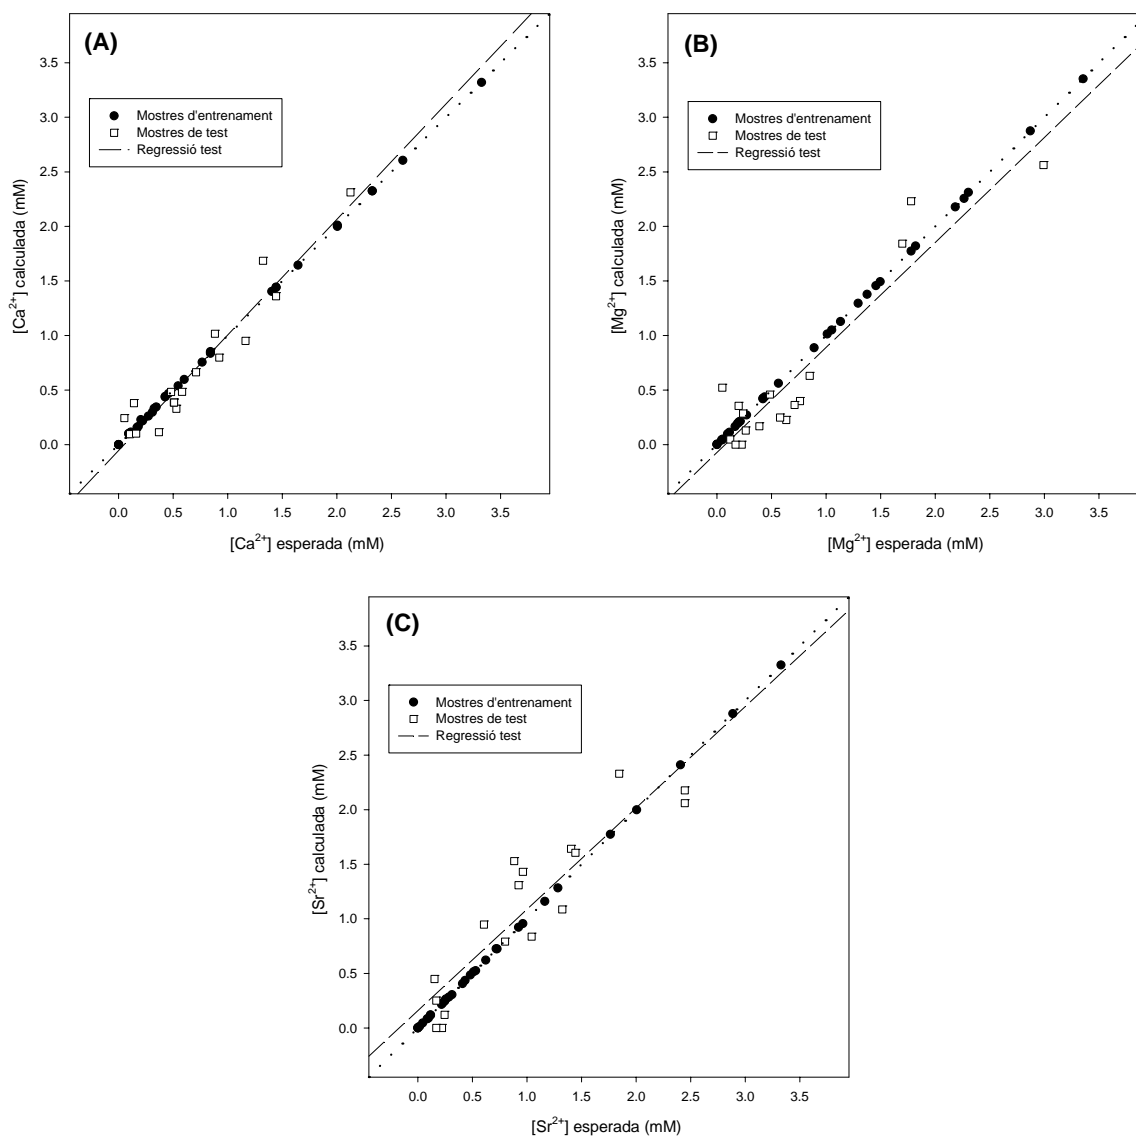 (A)
3.5
3.0
2.5
2.0
1.5
1.0
0.5
0.0
Mostres d'entrenament
Mostres de test
Regressió test
[Ca²⁺] calculada (mM)
0.0 0.5 1.0 1.5 2.0 2.5 3.0 3.5
[Ca²⁺] esperada (mM)
(B)
3.5
3.0
2.5
2.0
1.5
1.0
0.5
0.0
Mostres d'entrenament
Mostres de test
Regressió test
[Mg²⁺] calculada (mM)
0.0 0.5 1.0 1.5 2.0 2.5 3.0 3.5
[Mg²⁺] esperada (mM)
(C)
3.5
3.0
2.5
2.0
1.5
1.0
0.5
0.0
Mostres d'entrenament
Mostres de test
Regressió test
[Sr²⁺] calculada (mM)
0.0 0.5 1.0 1.5 2.0 2.5 3.0 3.5
[Sr²⁺] esperada (mM)